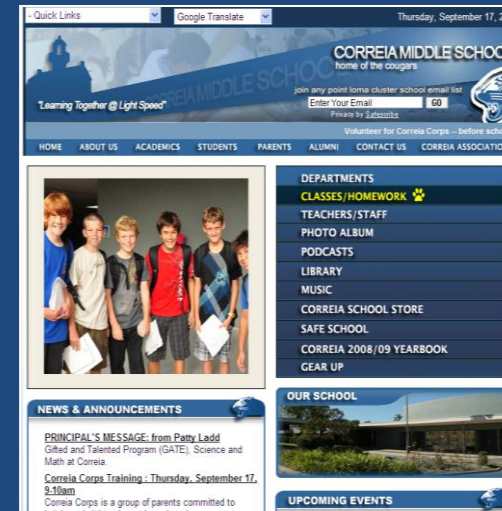 - Quick Links
Google Translate
Thursday, September 17,
CORREIA MIDDLE SCHOO
home of the cougars
join any point loma cluster school email list
Enter Your Email
GO
Privacy by Safescribe
"Learning Together @ Light Speed"
CORREIA MIDDLE SCHOO
Volunteer for Correia Corps -- before scho
HOME ABOUT US ACADEMICS STUDENTS PARENTS ALUMNI CONTACT US CORREIA ASSOCIATIO
DEPARTMENTS
CLASSES/HOMEWORK
TEACHERS/STAFF
PHOTO ALBUM
PODCASTS
LIBRARY
MUSIC
CORREIA SCHOOL STORE
SAFE SCHOOL
CORREIA 2008/09 YEARBOOK
GEAR UP
NEWS & ANNOUNCEMENTS
PRINCIPAL'S MESSAGE: from Patty Ladd
Gifted and Talented Program (GATE), Science and
Math at Correia.
Correia Corps Training : Thursday, September 17,
9-10am
Correia Corps is a group of parents committed to
OUR SCHOOL
UPCOMING EVENTS